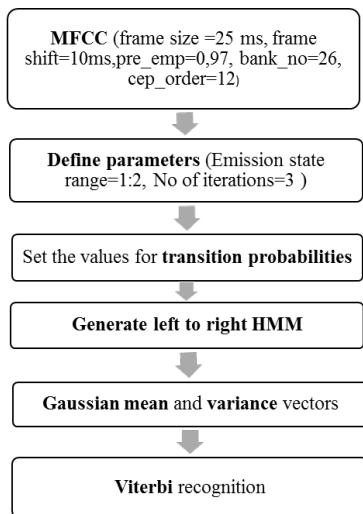 MFCC (frame size =25 ms, frame
shift=10ms,pre_emp=0,97, bank_no=26,
cep_order=12)
Define parameters (Emission state
range=1:2, No of iterations=3 )
Set the values for transition probabilities
Generate left to right HMM
Gaussian mean and variance vectors
Viterbi recognition